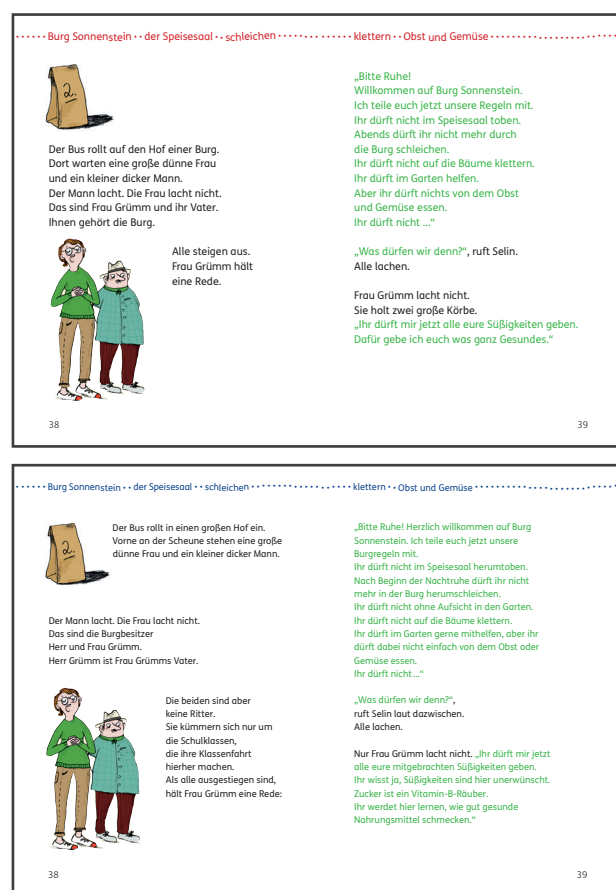 Burg Sonnenstein · · der Speisesaal · · schleichen
klettern · · Obst und Gemüse
2.
Der Bus rollt auf den Hof einer Burg.
Dort warten eine große dünne Frau
und ein kleiner dicker Mann.
Der Mann lacht. Die Frau lacht nicht.
Das sind Frau Grümm und ihr Vater.
Ihnen gehört die Burg.
Alle steigen aus.
Frau Grümm hält
eine Rede.
38
„Bitte Ruhe!
Willkommen auf Burg Sonnenstein.
Ich teile euch jetzt unsere Regeln mit.
Ihr dürft nicht im Speisesaal toben.
Abends dürft ihr nicht mehr durch
die Burg schleichen.
Ihr dürft nicht auf die Bäume klettern.
Ihr dürft im Garten helfen.
Aber ihr dürft nichts von dem Obst
und Gemüse essen.
Ihr dürft nicht ...“
„Was dürfen wir denn?“, ruft Selin.
Alle lachen.
Frau Grümm lacht nicht.
Sie holt zwei große Körbe.
„Ihr dürft mir jetzt alle eure Süßigkeiten geben.
Dafür gebe ich euch was ganz Gesundes.“
39
Burg Sonnenstein · · der Speisesaal · · schleichen
klettern · · Obst und Gemüse
2.
Der Bus rollt in einen großen Hof ein.
Vorne an der Scheune stehen eine große
dünne Frau und ein kleiner dicker Mann.
Der Mann lacht. Die Frau lacht nicht.
Das sind die Burgbesitzer
Herr und Frau Grümm.
Herr Grümm ist Frau Grümms Vater.
Die beiden sind aber
keine Ritter.
Sie kümmern sich nur um
die Schulklassen,
die ihre Klassenfahrt
hierher machen.
Als alle ausgestiegen sind,
hält Frau Grümm eine Rede:
38
„Bitte Ruhe! Herzlich willkommen auf Burg
Sonnenstein. Ich teile euch jetzt unsere
Burgregeln mit.
Ihr dürft nicht im Speisesaal herumtoben.
Nach Beginn der Nachtruhe dürft ihr nicht
mehr in der Burg herumschleichen.
Ihr dürft nicht ohne Aufsicht in den Garten.
Ihr dürft nicht auf die Bäume klettern.
Ihr dürft im Garten gerne mithelfen, aber ihr
dürft dabei nicht einfach von dem Obst oder
Gemüse essen.
Ihr dürft nicht ...“
„Was dürfen wir denn?“,
ruft Selin laut dazwischen.
Alle lachen.
Nur Frau Grümm lacht nicht. „Ihr dürft mir jetzt
alle eure mitgebrachten Süßigkeiten geben.
Ihr wisst ja, Süßigkeiten sind hier unerwünscht.
Zucker ist ein Vitamin-B-Räuber.
Ihr werdet hier lernen, wie gut gesunde
Nahrungsmittel schmecken.“
39